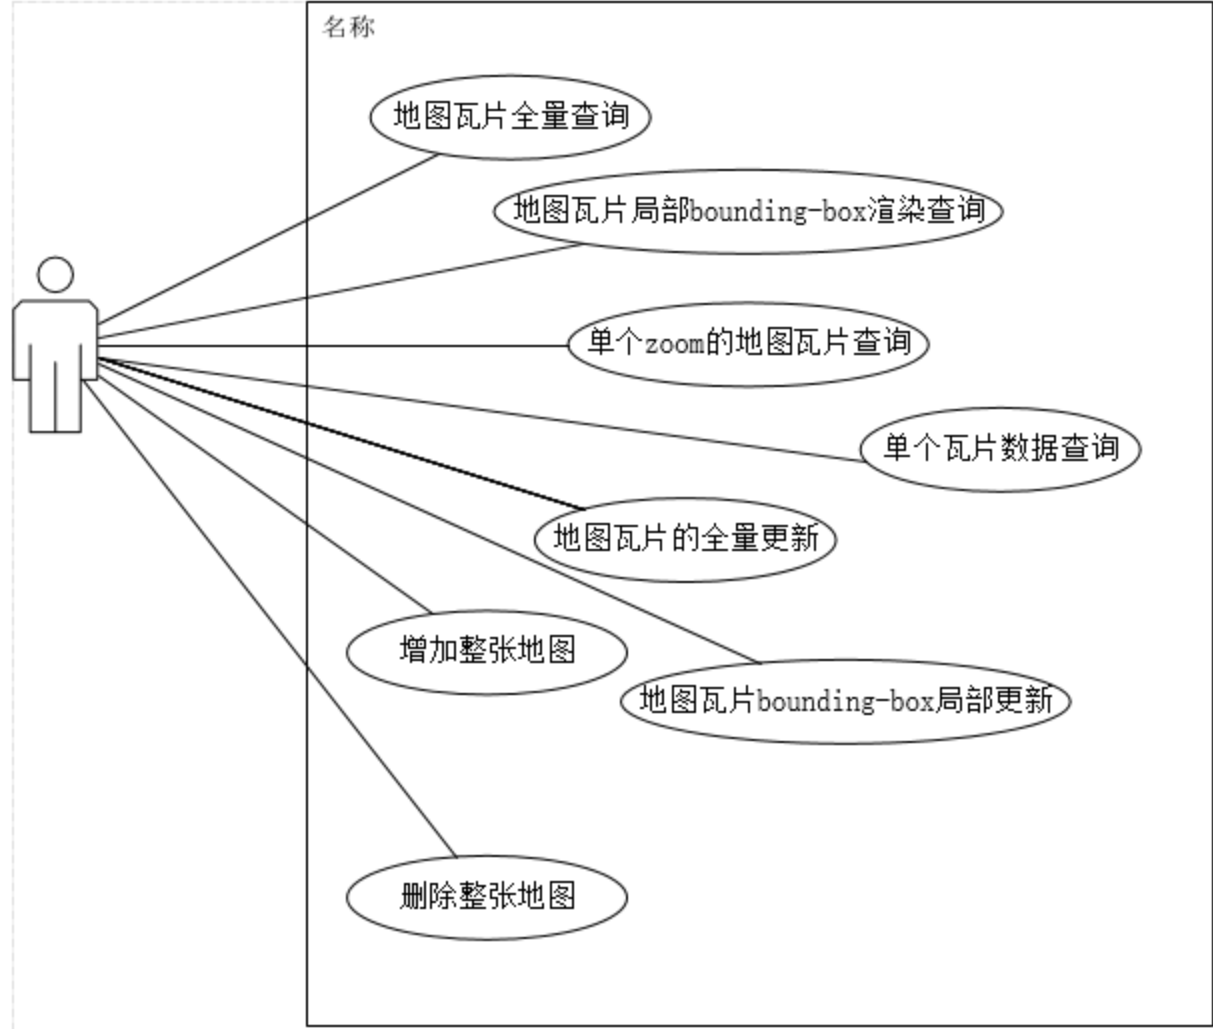 名称
地图瓦片全量查询
地图瓦片局部bounding-box渲染查询
单个zoom的地图瓦片查询
单个瓦片数据查询
地图瓦片的全量更新
增加整张地图
地图瓦片bounding-box局部更新
删除整张地图